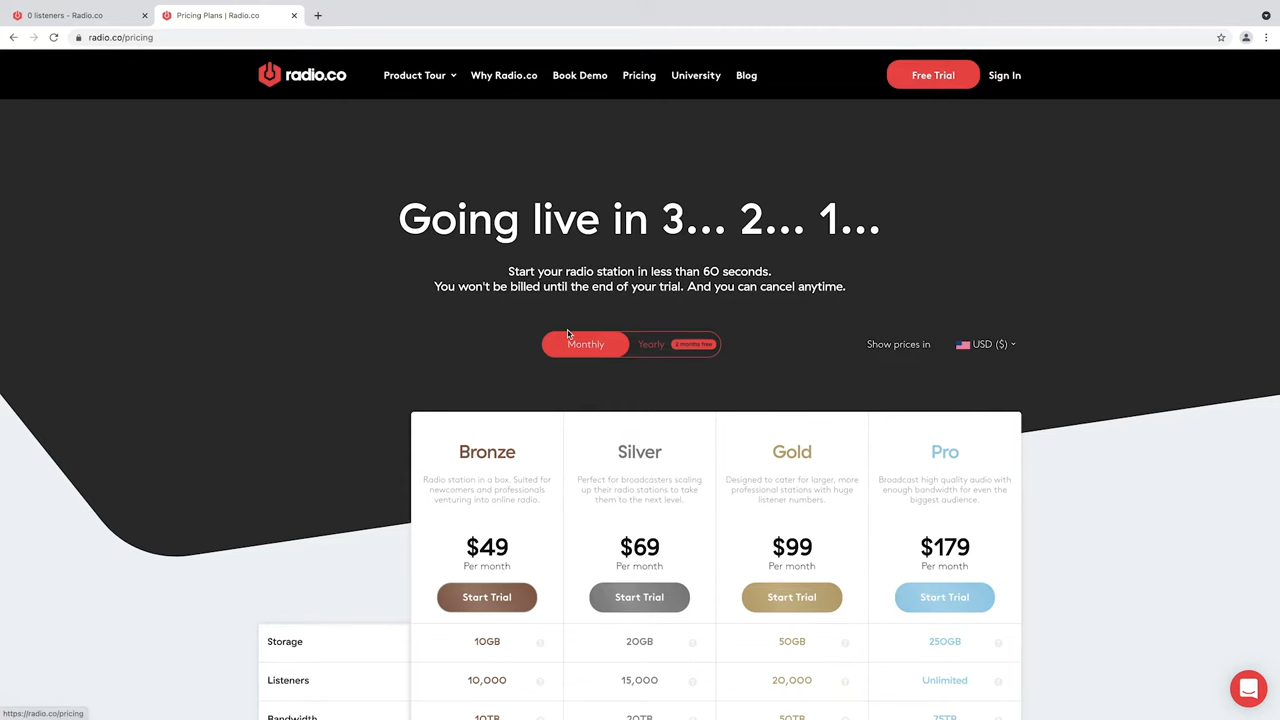 0 listeners - Radio.co
Pricing Plans | Radio.co
radio.co/pricing
radio.co
Product Tour
Why Radio.co
Book Demo
Pricing
University
Blog
Free Trial
Sign In
Going live in 3... 2... 1...
Start your radio station in less than 60 seconds.
You won't be billed until the end of your trial. And you can cancel anytime.
Monthly
Yearly
2 months free
Show prices in
USD ($)
Bronze
Silver
Gold
Pro
Radio station in a box. Suited for
newcomers and professionals
venturing into online radio.
Perfect for broadcasters scaling
up their radio stations to take
them to the next level.
Designed to cater for larger, more
professional stations with huge
listener numbers.
Broadcast high quality audio with
enough bandwidth for even the
biggest audience.
$49
$69
$99
$179
Per month
Per month
Per month
Per month
Start Trial
Start Trial
Start Trial
Start Trial
Storage
10GB
20GB
50GB
250GB
Listeners
10,000
15,000
20,000
Unlimited
Bandwidth
10TB
20TB
50TB
75TB
https://radio.co/pricing